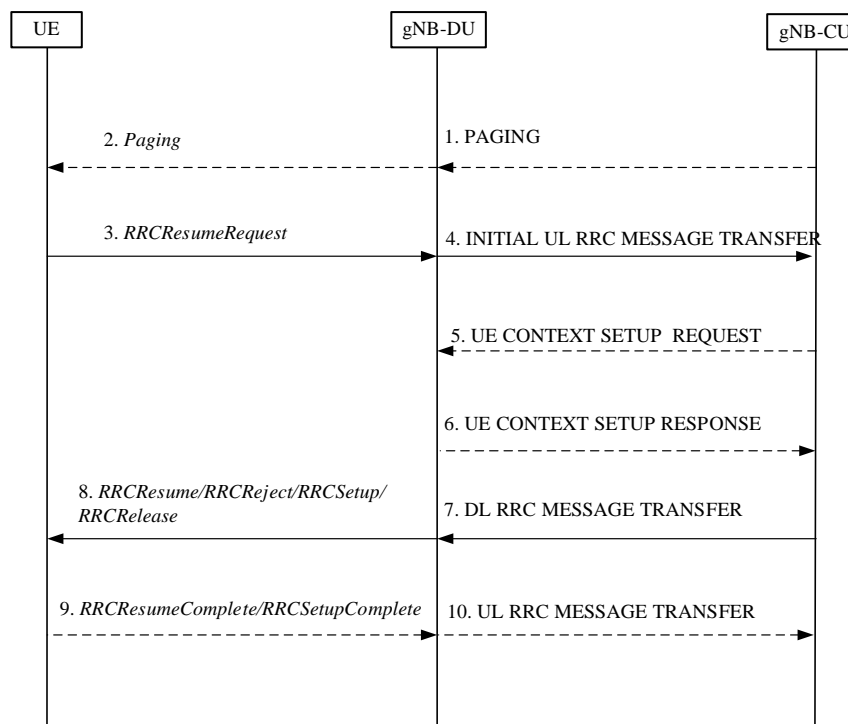 UE
gNB-DU
gNB-CU
2. Paging
1. PAGING
3. RRCResumeRequest
4. INITIAL UL RRC MESSAGE TRANSFER
5. UE CONTEXT SETUP  REQUEST
6. UE CONTEXT SETUP RESPONSE
8. RRCResume/RRCReject/RRCSetup/
RRCRelease
7. DL RRC MESSAGE TRANSFER
9. RRCResumeComplete/RRCSetupComplete
10. UL RRC MESSAGE TRANSFER